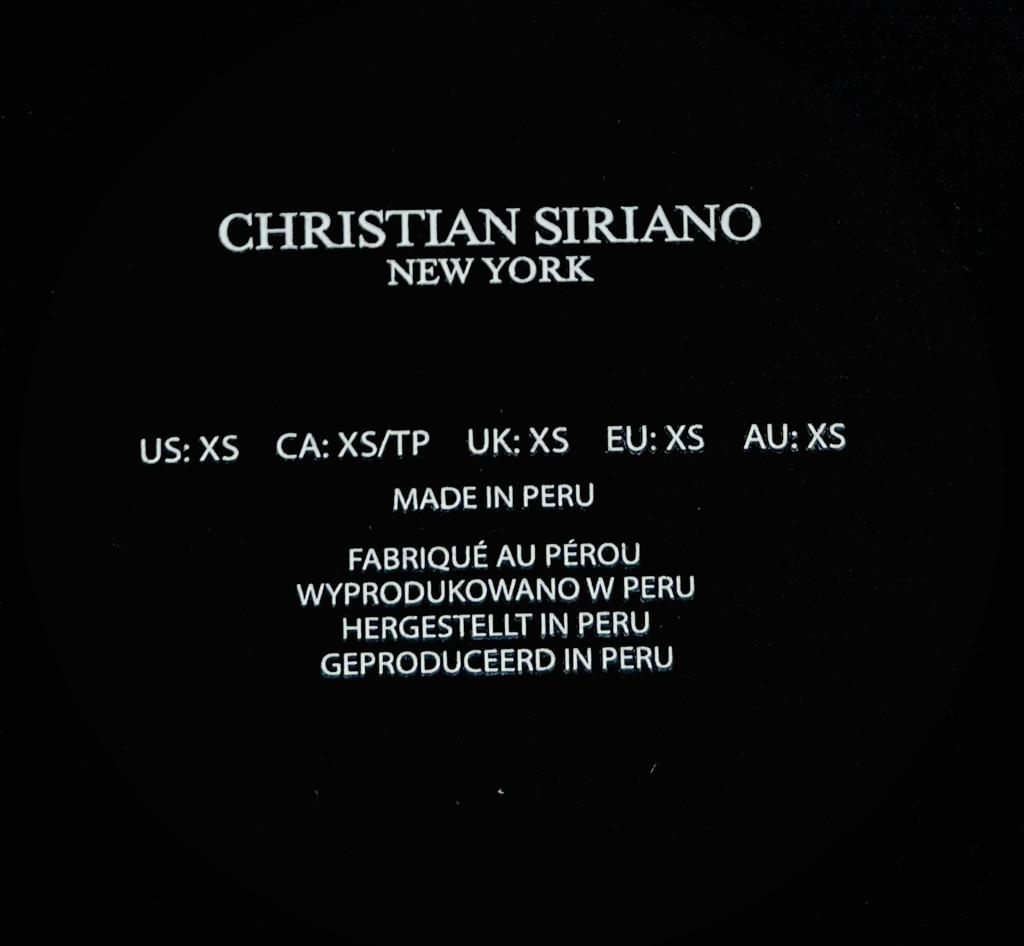 CHRISTIAN SIRIANO
NEW YORK
US: XS CA: XS/TP UK: XS EU: XS AU: XS
MADE IN PERU
FABRIQUÉ AU PÉROU
WYPRODUKOWANO W PERU
HERGESTELLT IN PERU
GEPRODUCEERD IN PERU